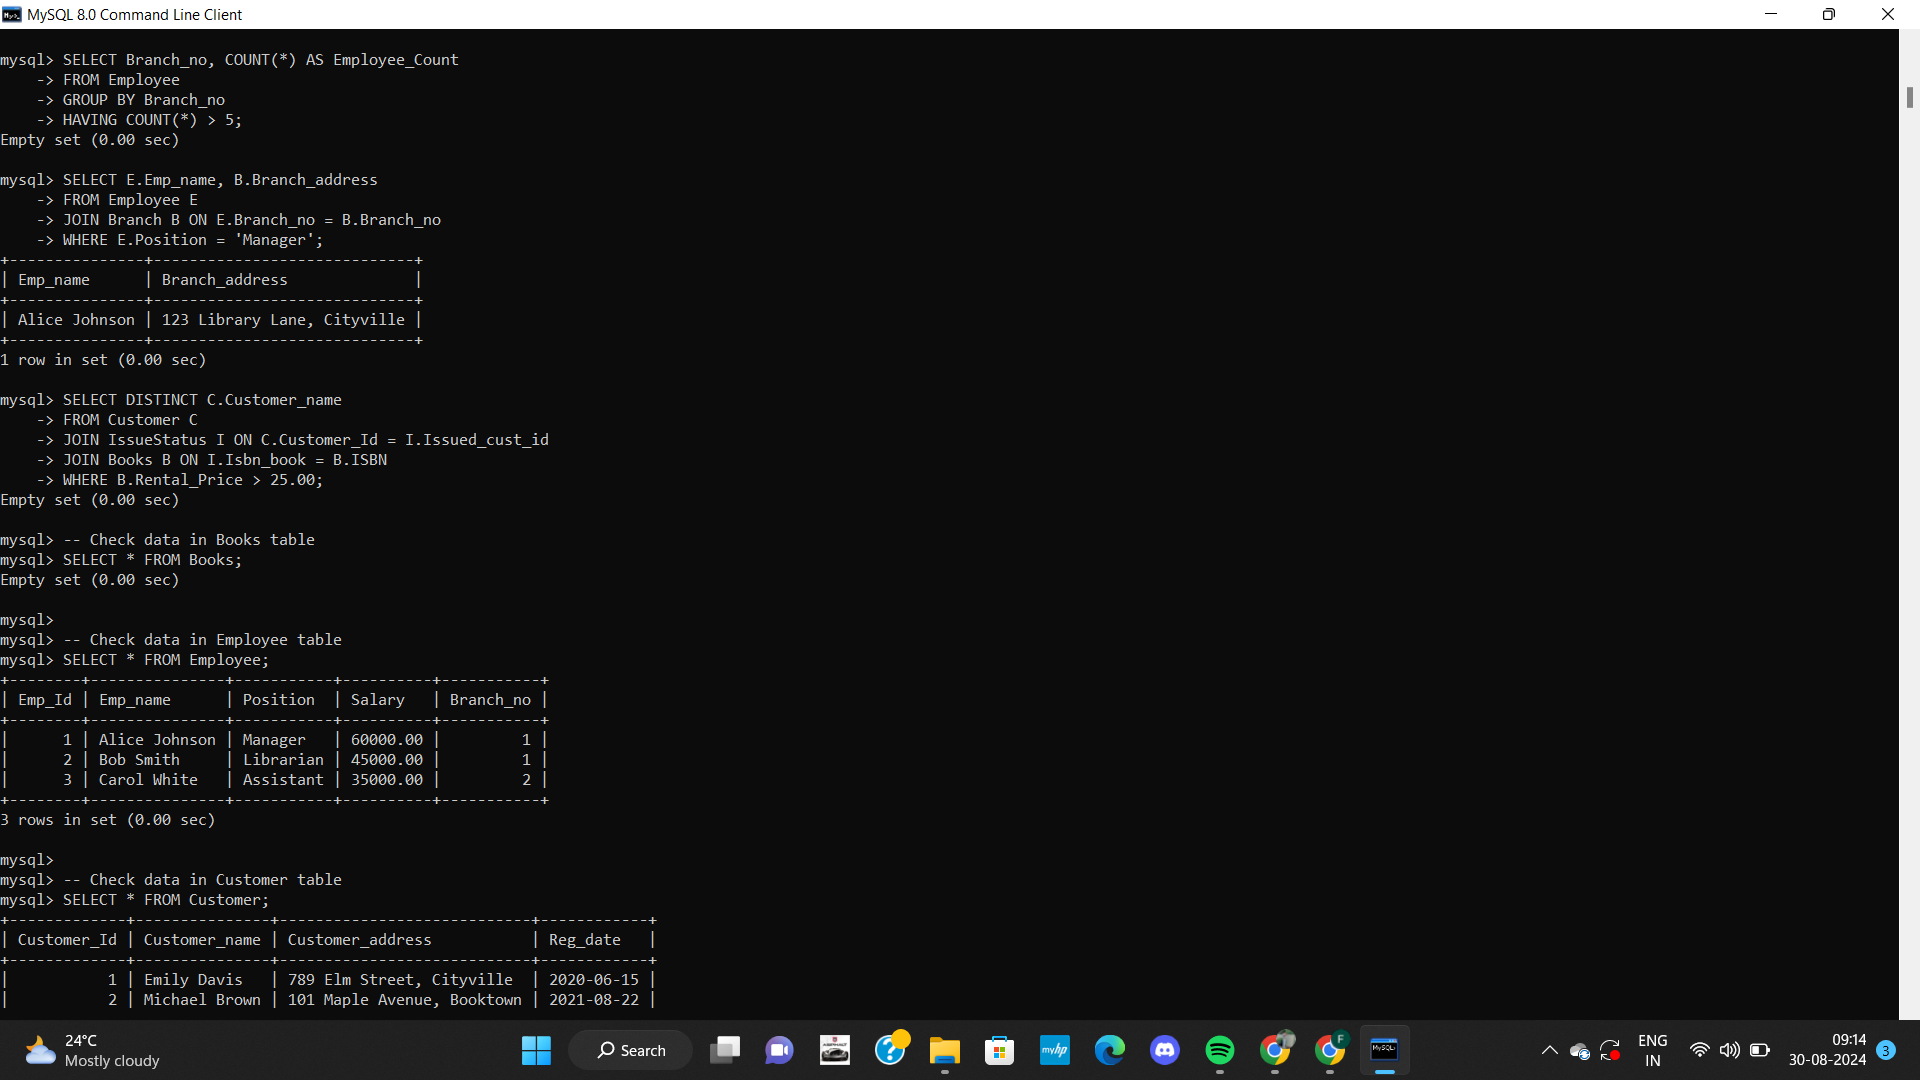 MySQL 8.0 Command Line Client
mysql> SELECT Branch_no, COUNT(*) AS Employee_Count
    -> FROM Employee
    -> GROUP BY Branch_no
    -> HAVING COUNT(*) > 5;
Empty set (0.00 sec)
mysql> SELECT E.Emp_name, B.Branch_address
    -> FROM Employee E
    -> JOIN Branch B ON E.Branch_no = B.Branch_no
    -> WHERE E.Position = 'Manager';
+---------------+-----------------------------+
| Emp_name      | Branch_address              |
+---------------+-----------------------------+
| Alice Johnson | 123 Library Lane, Cityville |
+---------------+-----------------------------+
1 row in set (0.00 sec)
mysql> SELECT DISTINCT C.Customer_name
    -> FROM Customer C
    -> JOIN IssueStatus I ON C.Customer_Id = I.Issued_cust_id
    -> JOIN Books B ON I.Isbn_book = B.ISBN
    -> WHERE B.Rental_Price > 25.00;
Empty set (0.00 sec)
mysql> -- Check data in Books table
mysql> SELECT * FROM Books;
Empty set (0.00 sec)
mysql>
mysql> -- Check data in Employee table
mysql> SELECT * FROM Employee;
+--------+---------------+-----------+----------+-----------+
| Emp_Id | Emp_name      | Position  | Salary   | Branch_no |
+--------+---------------+-----------+----------+-----------+
|      1 | Alice Johnson | Manager   | 60000.00 |         1 |
|      2 | Bob Smith     | Librarian | 45000.00 |         1 |
|      3 | Carol White   | Assistant | 35000.00 |         2 |
+--------+---------------+-----------+----------+-----------+
3 rows in set (0.00 sec)
mysql>
mysql> -- Check data in Customer table
mysql> SELECT * FROM Customer;
+-------------+---------------+----------------------------+------------+
| Customer_Id | Customer_name | Customer_address           | Reg_date   |
+-------------+---------------+----------------------------+------------+
|           1 | Emily Davis   | 789 Elm Street, Cityville  | 2020-06-15 |
|           2 | Michael Brown | 101 Maple Avenue, Booktown | 2021-08-22 |
24°C
Mostly cloudy
Search
myhp
F
MySQL
ENG
IN
09:14
30-08-2024
3